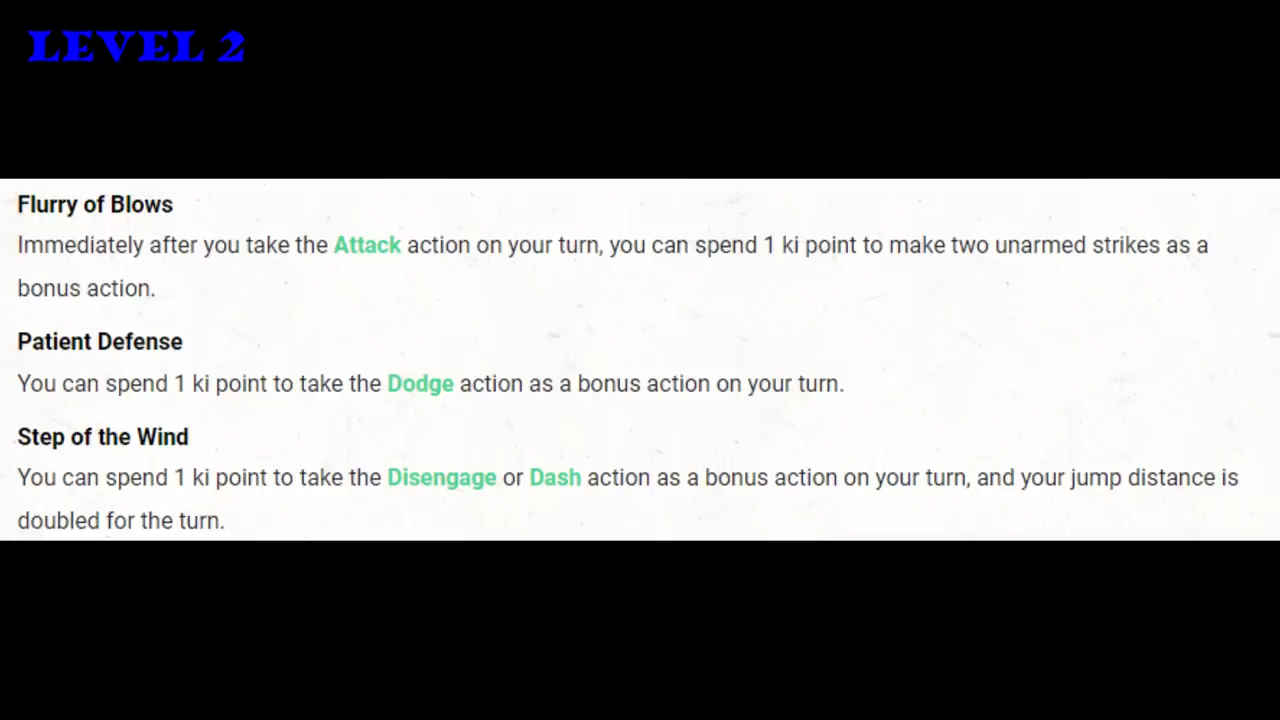 LEVEL 2
Flurry of Blows
Immediately after you take the Attack action on your turn, you can spend 1 ki point to make two unarmed strikes as a
bonus action.
Patient Defense
You can spend 1 ki point to take the Dodge action as a bonus action on your turn.
Step of the Wind
You can spend 1 ki point to take the Disengage or Dash action as a bonus action on your turn, and your jump distance is
doubled for the turn.